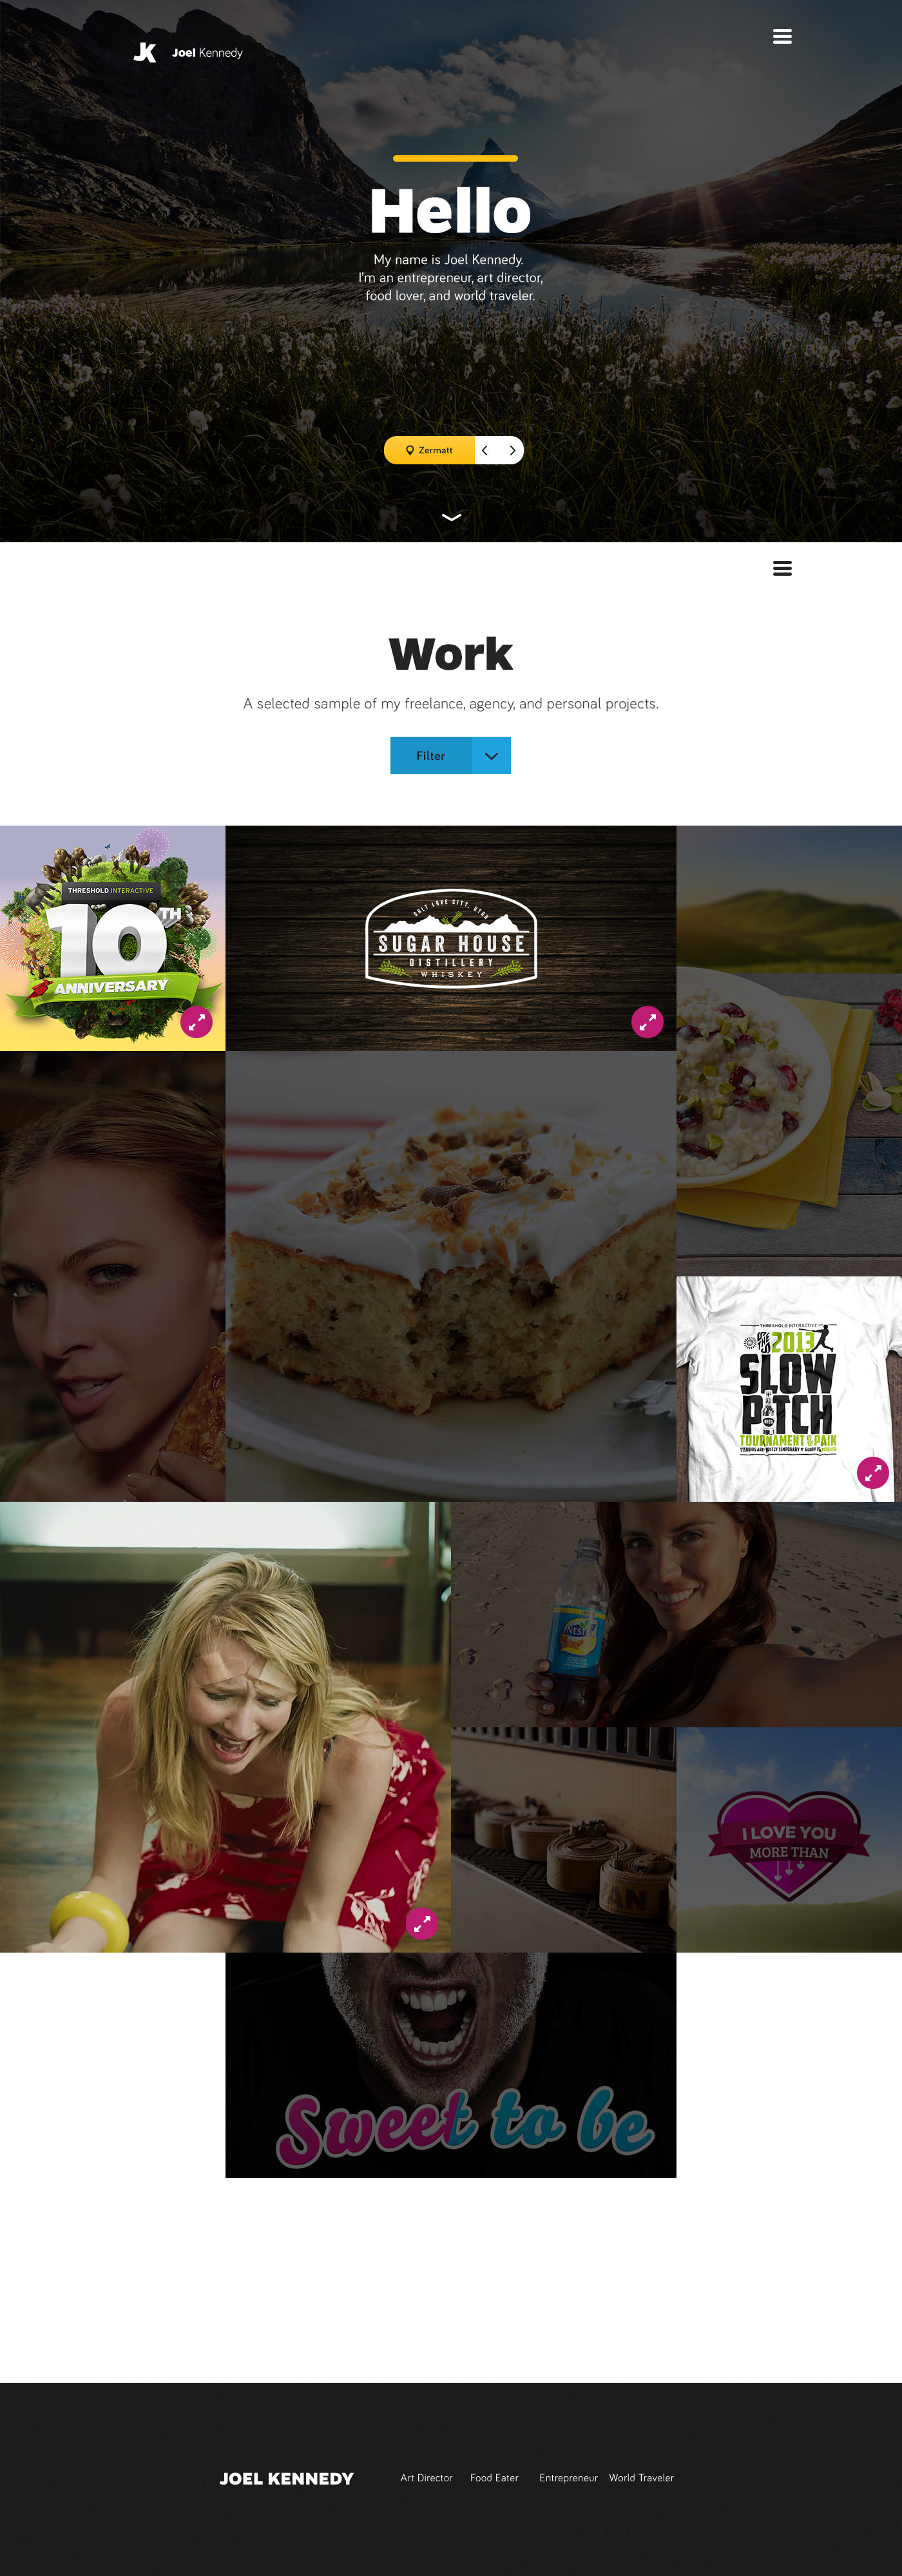 JK
Joel Kennedy
Hello
My name is Joel Kennedy.
I'm an entrepreneur, art director,
food lover, and world traveler.
Zermatt
Work
A selected sample of my freelance, agency, and personal projects.
Filter
THRESHOLD INTERACTIVE
10TH
ANNIVERSARY
SALT LAKE CITY, UTAH
SUGAR HOUSE
DISTILLERY
WHISKEY
THRESHOLD INTERACTIVE
2013
SLOW
PITCH
TOURNAMENT & PAIN
NESTEA
I LOVE YOU
MORE THAN
Sweet to be
JOEL KENNEDY
Art Director
Food Eater
Entrepreneur
World Traveler